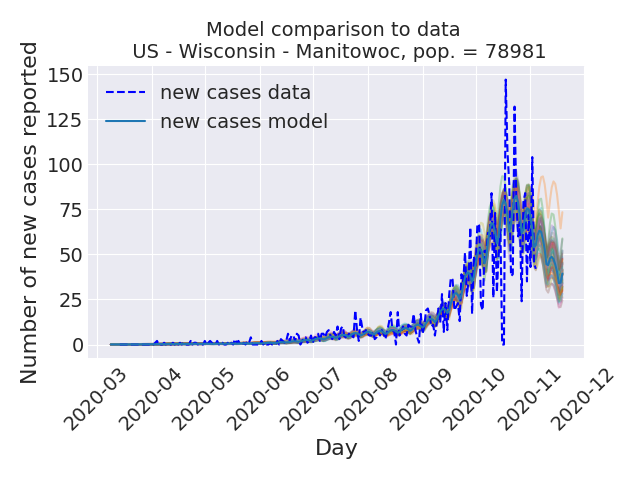 Model comparison to data
US - Wisconsin - Manitowoc, pop. = 78981
Number of new cases reported
150
125
100
75
50
25
0
new cases data
new cases model
2020-03
2020-04
2020-05
2020-06
2020-07
2020-08
2020-09
2020-10
2020-11
2020-12
Day